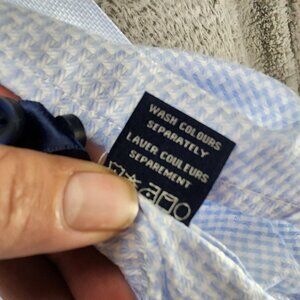 WASH COLOURS
SEPARATELY
LAVER COULEURS
SEPAREMENT